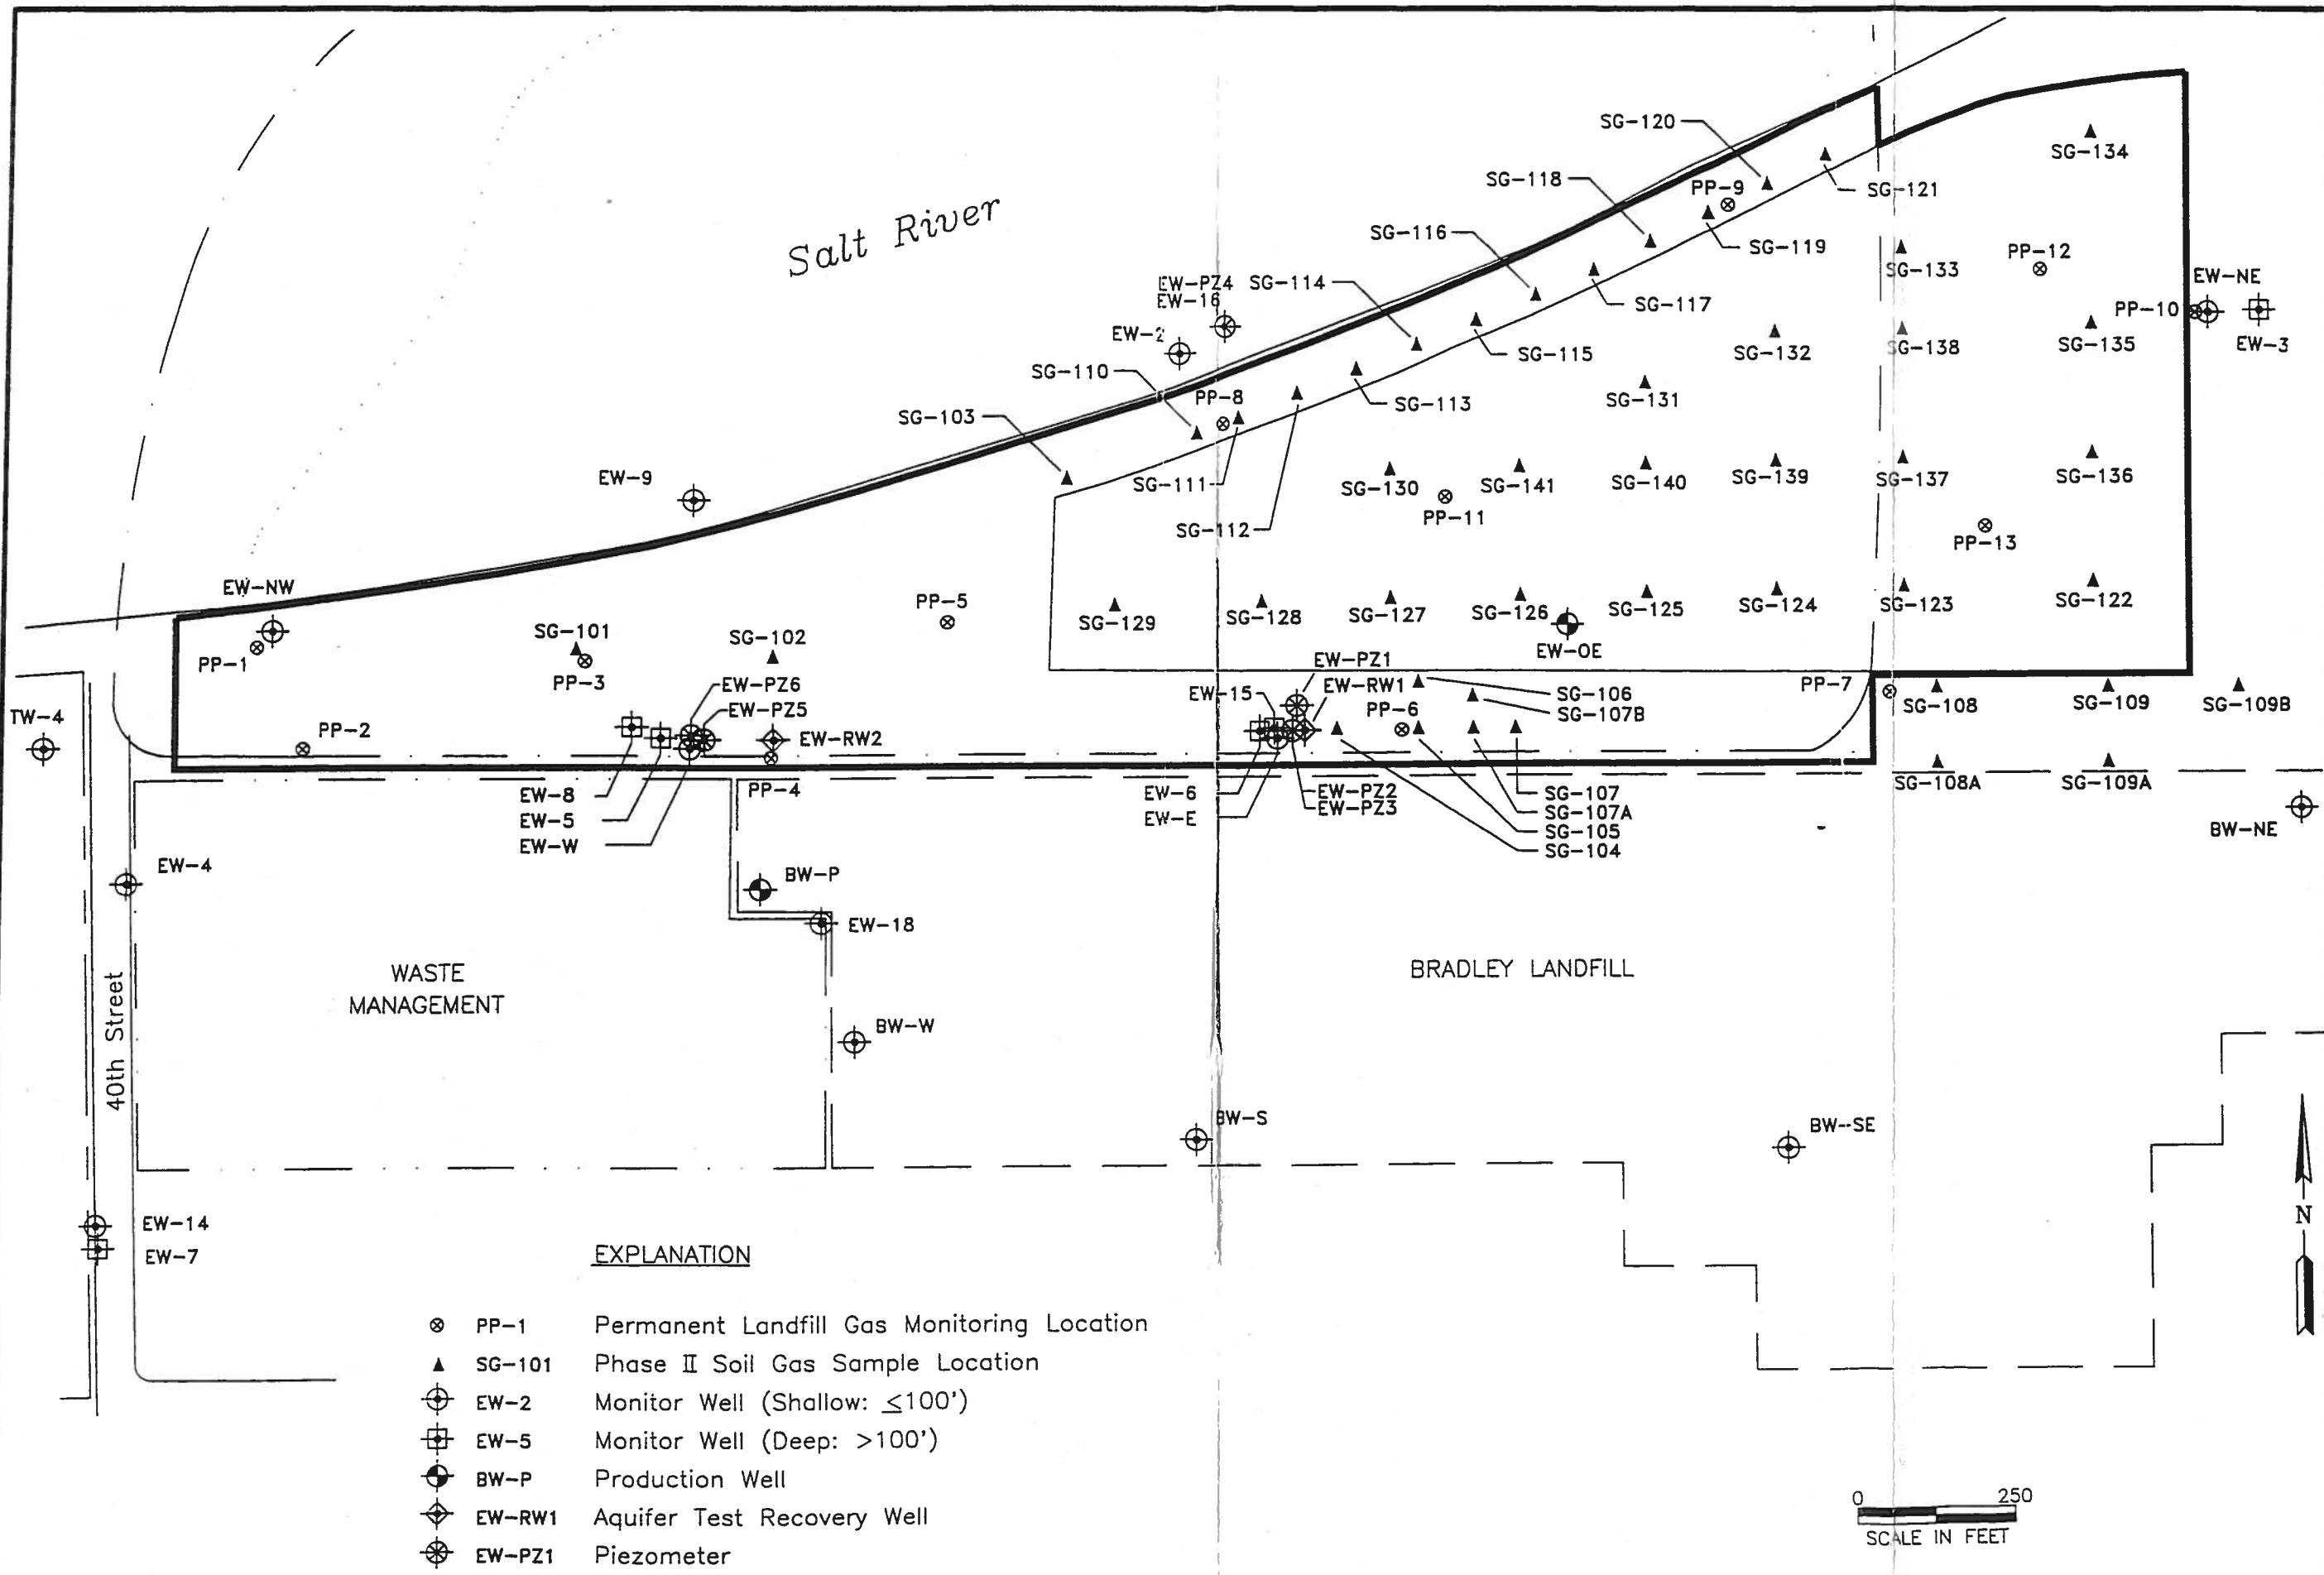 SG-120
SG-134
SG-118
PP-9
SG-121
Salt River
SG-116
SG-119
SG-133
PP-12
EW-NE
EW-PZ4
EW-16
SG-114
SG-117
PP-10
EW-2
SG-115
SG-132
SG-138
SG-135
EW-3
SG-110
PP-8
SG-113
SG-131
SG-103
EW-9
SG-111
SG-130
SG-141
SG-140
SG-139
SG-137
SG-136
SG-112
PP-11
PP-13
EW-NW
PP-5
SG-129
SG-128
SG-127
SG-126
SG-125
SG-124
SG-123
SG-122
SG-101
SG-102
EW-OE
PP-1
PP-3
EW-PZ6
EW-PZ1
EW-15
EW-RW1
SG-106
PP-7
TW-4
EW-PZ5
PP-6
SG-107B
SG-108
SG-109
SG-109B
PP-2
EW-RW2
EW-8
PP-4
EW-6
EW-PZ2
SG-107
SG-108A
SG-109A
EW-5
EW-E
EW-PZ3
SG-107A
EW-W
SG-105
BW-NE
SG-104
EW-4
BW-P
EW-18
WASTE
MANAGEMENT
BRADLEY LANDFILL
40th Street
BW-W
BW-S
BW-SE
EW-14
EW-7
N
EXPLANATION
PP-1 Permanent Landfill Gas Monitoring Location
SG-101 Phase II Soil Gas Sample Location
EW-2 Monitor Well (Shallow: ≤100')
EW-5 Monitor Well (Deep: >100')
BW-P Production Well
EW-RW1 Aquifer Test Recovery Well
EW-PZ1 Piezometer
0 250
SCALE IN FEET